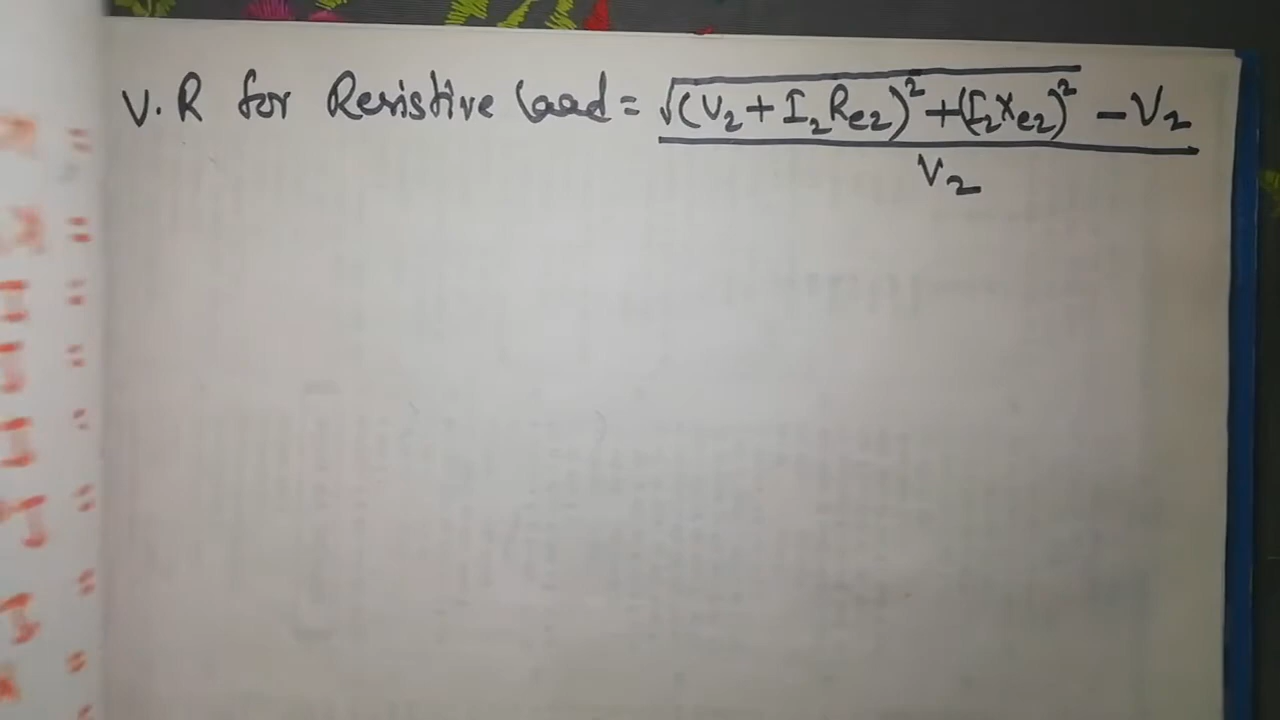 V.R for Resistive Load = √(V₂+I₂Re₂)²+(I₂Xe₂)² - V₂
V₂